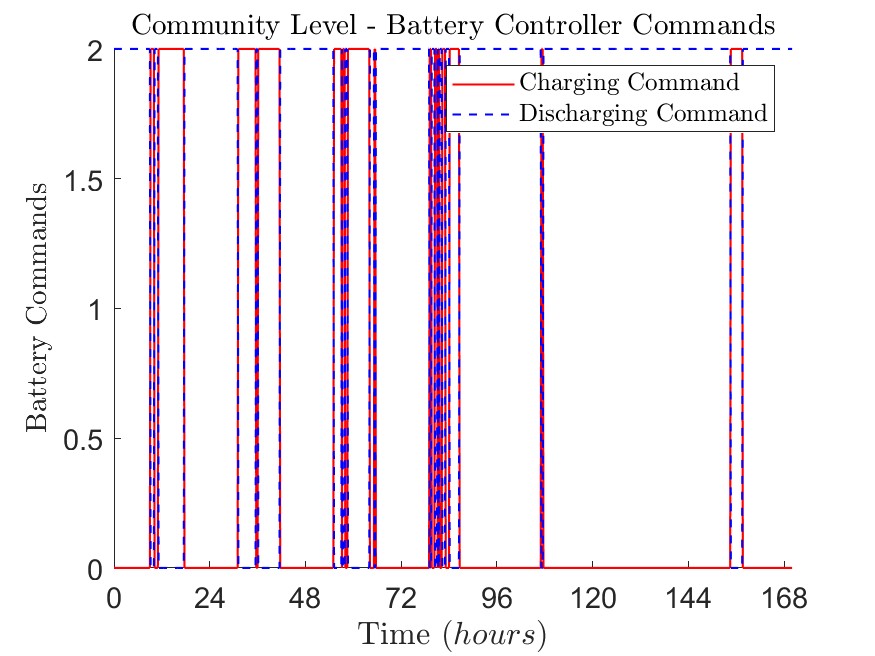 Community Level - Battery Controller Commands
2
1.5
1
0.5
0
Battery Commands
Charging Command
Discharging Command
0 24 48 72 96 120 144 168
Time (hours)